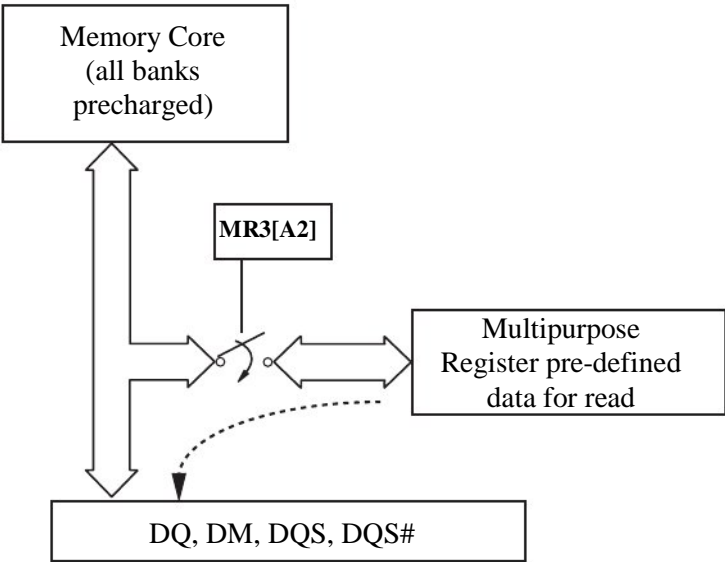 Memory Core
(all banks
precharged)
MR3[A2]
Multipurpose
Register pre-defined
data for read
DQ, DM, DQS, DQS#